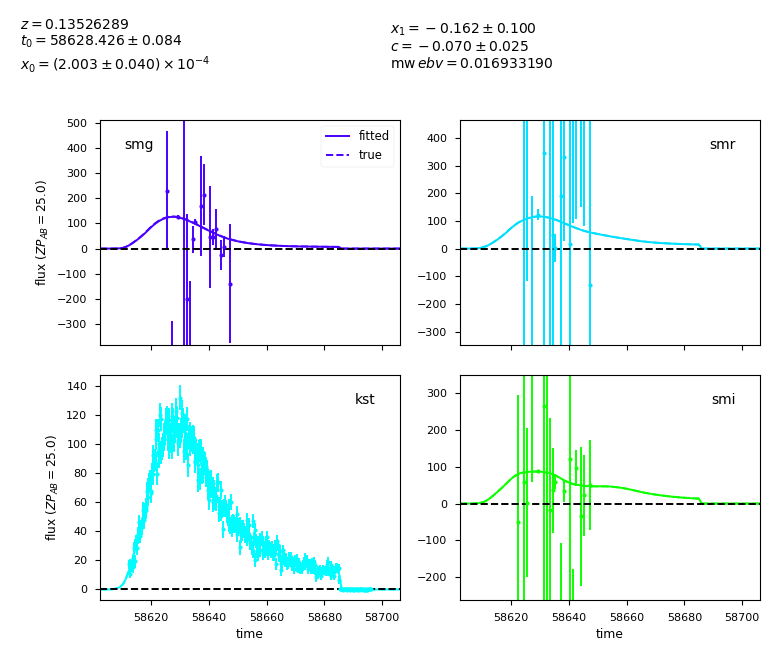 z = 0.13526289
t₀ = 58628.426 ± 0.084
x₀ = (2.003 ± 0.040) × 10⁻⁴
x₁ = −0.162 ± 0.100
c = −0.070 ± 0.025
mw ebv = 0.016933190
500
400
300
200
100
0
−100
−200
−300
flux (ZP_AB = 25.0)
smg
fitted
true
400
300
200
100
0
−100
−200
−300
smr
140
120
100
80
60
40
20
0
flux (ZP_AB = 25.0)
kst
58620
58640
58660
58680
58700
time
300
200
100
0
−100
−200
smi
58620
58640
58660
58680
58700
time